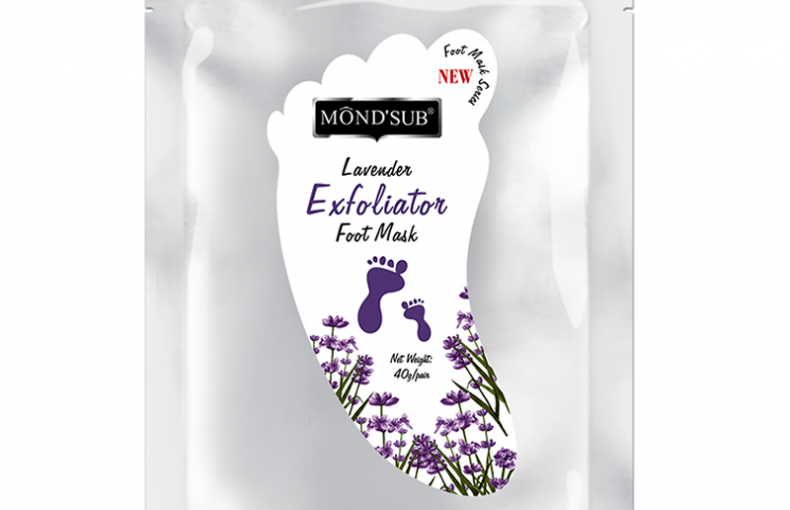 Foot Mask Series
NEW
MÔND'SUB®
Lavender
Exfoliator
Foot Mask
Net Weight:
40g/pair